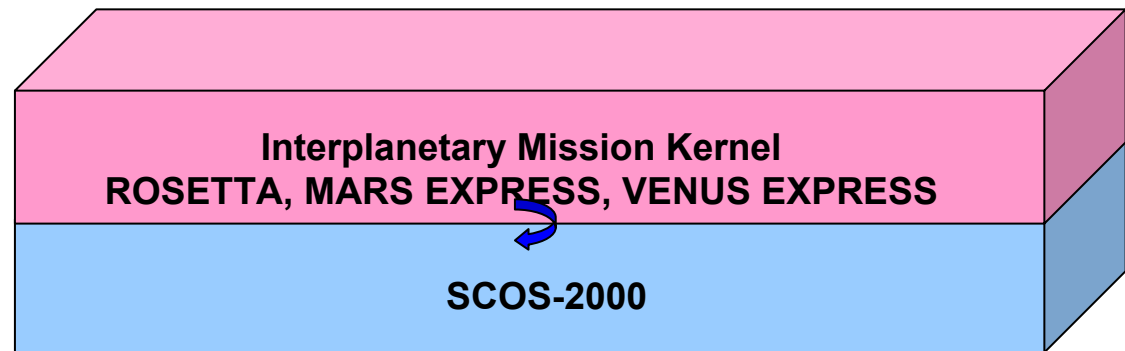 Interplanetary Mission Kernel
ROSETTA, MARS EXPRESS, VENUS EXPRESS
SCOS-2000